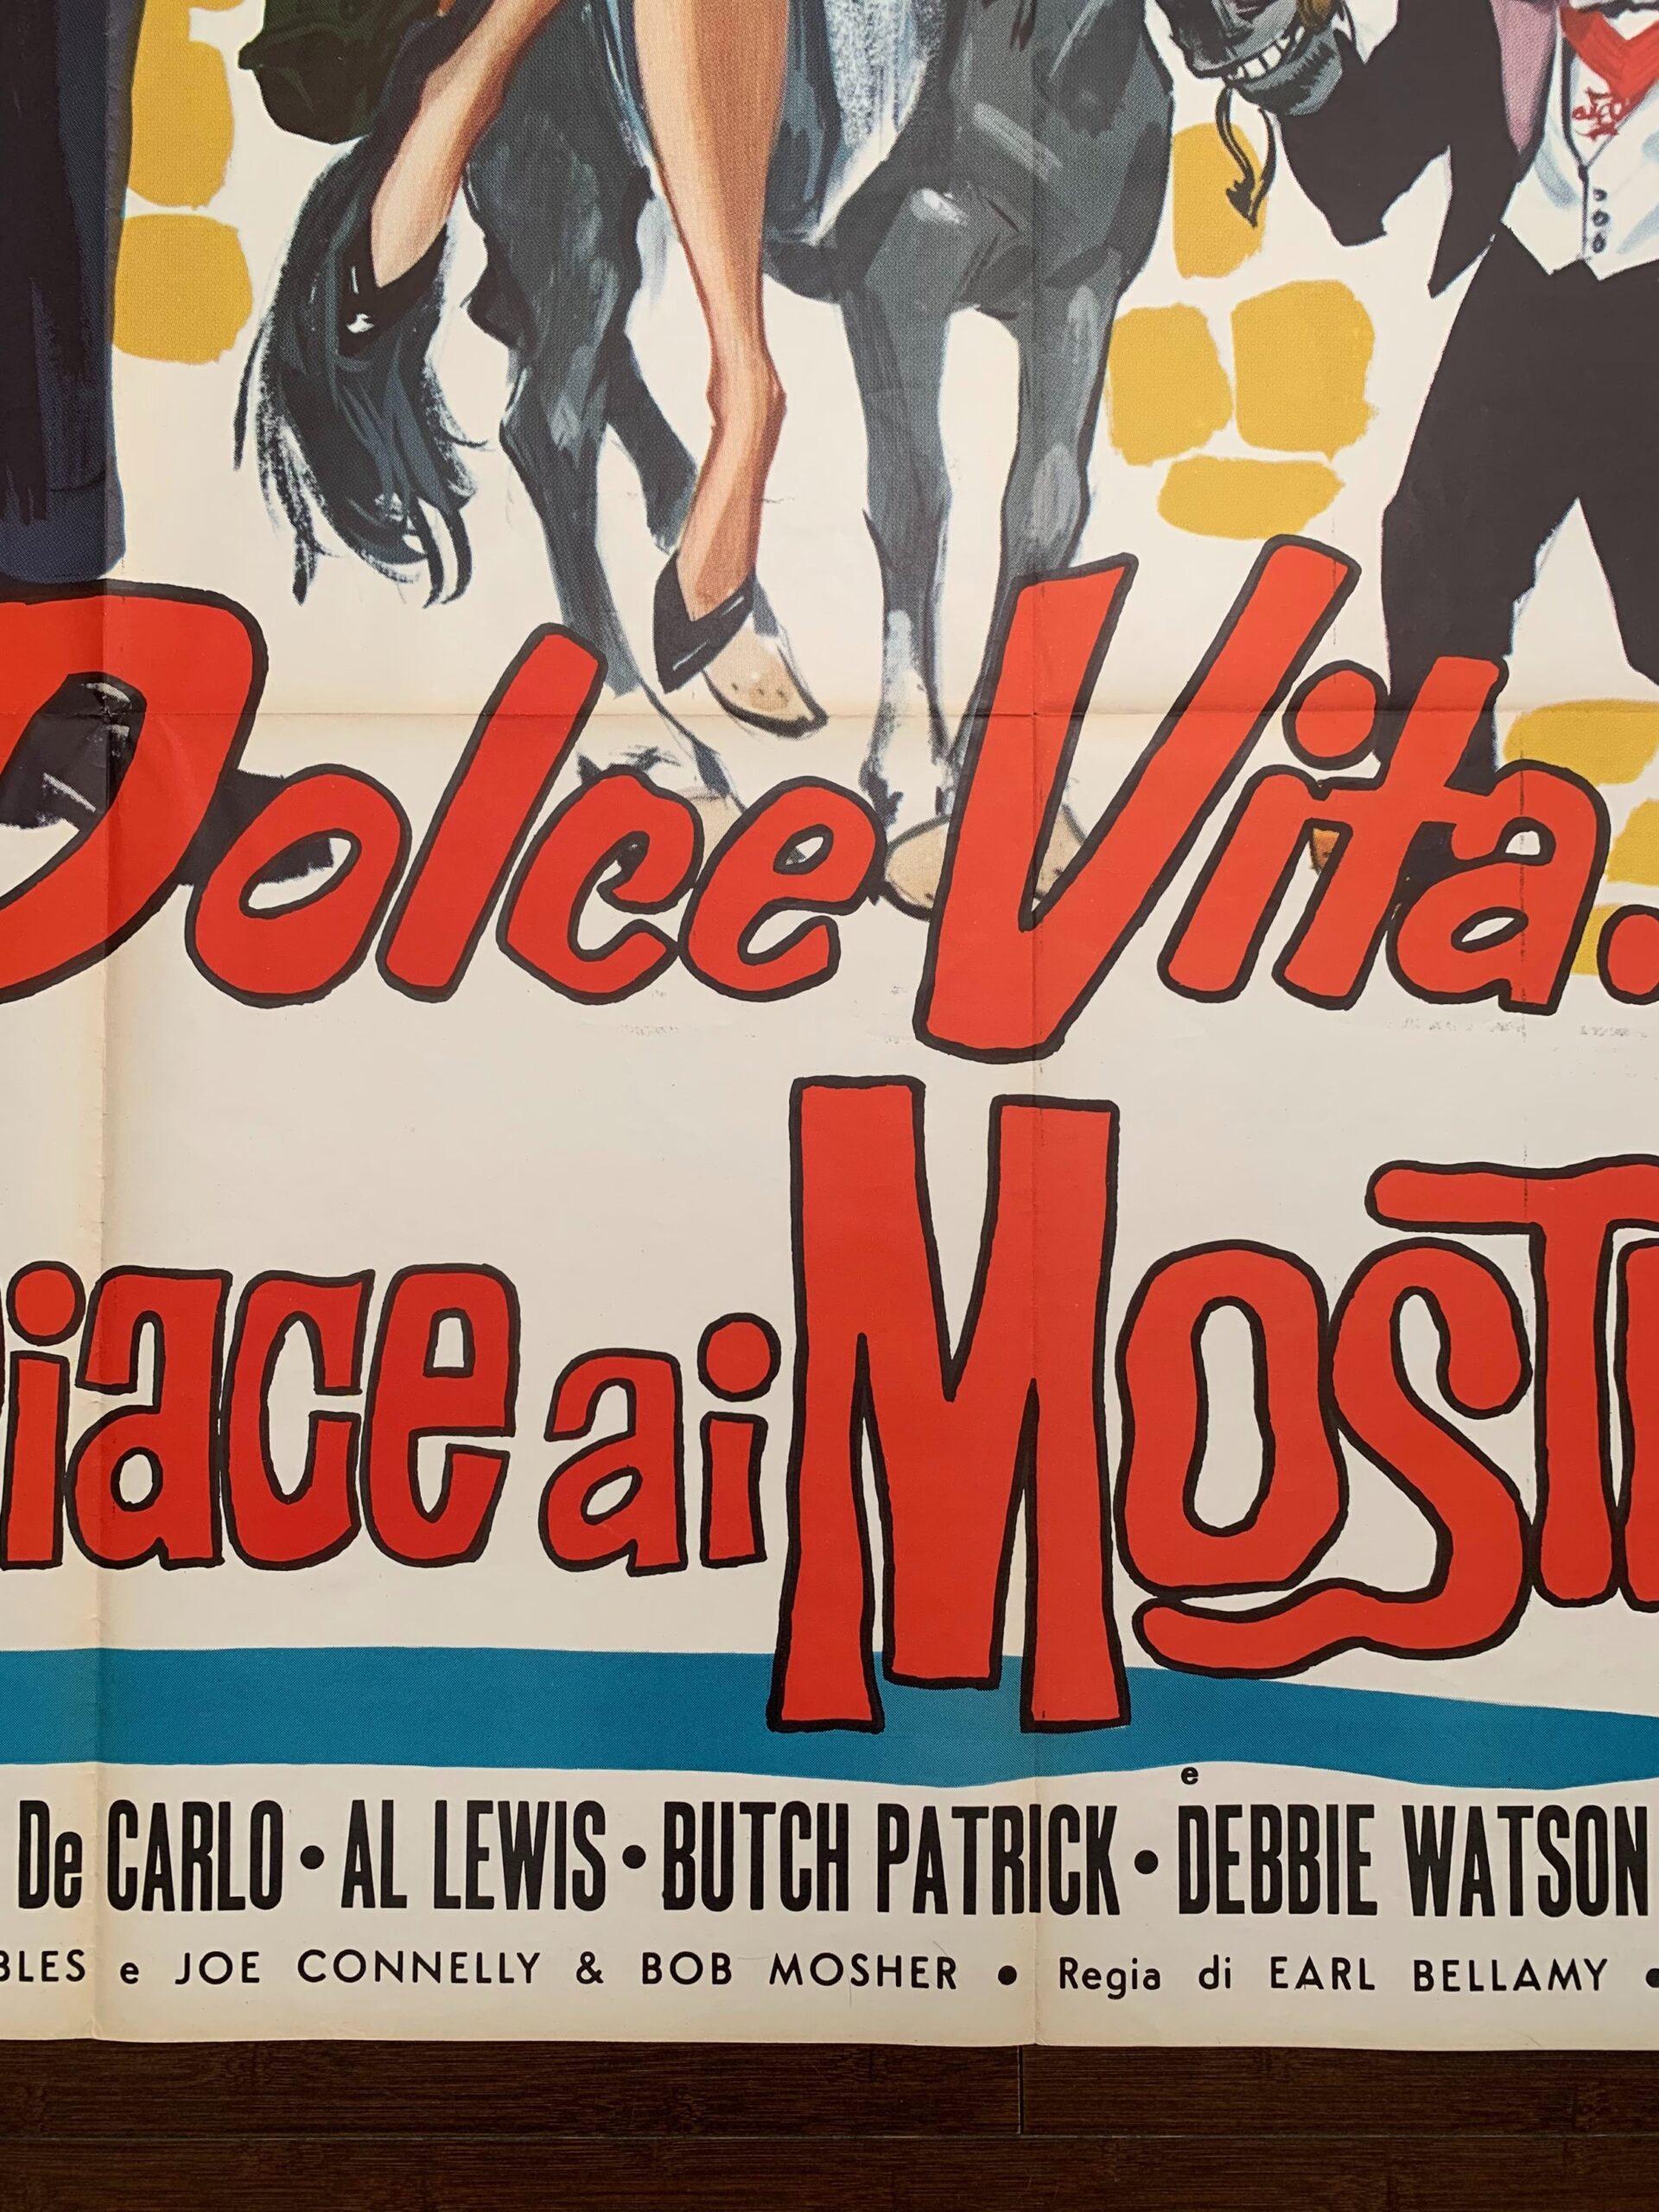 Dolce Vita.
iace ai MOST
De CARLO • AL LEWIS • BUTCH PATRICK • e DEBBIE WATSON
BLES e JOE CONNELLY & BOB MOSHER • Regia di EARL BELLAMY •